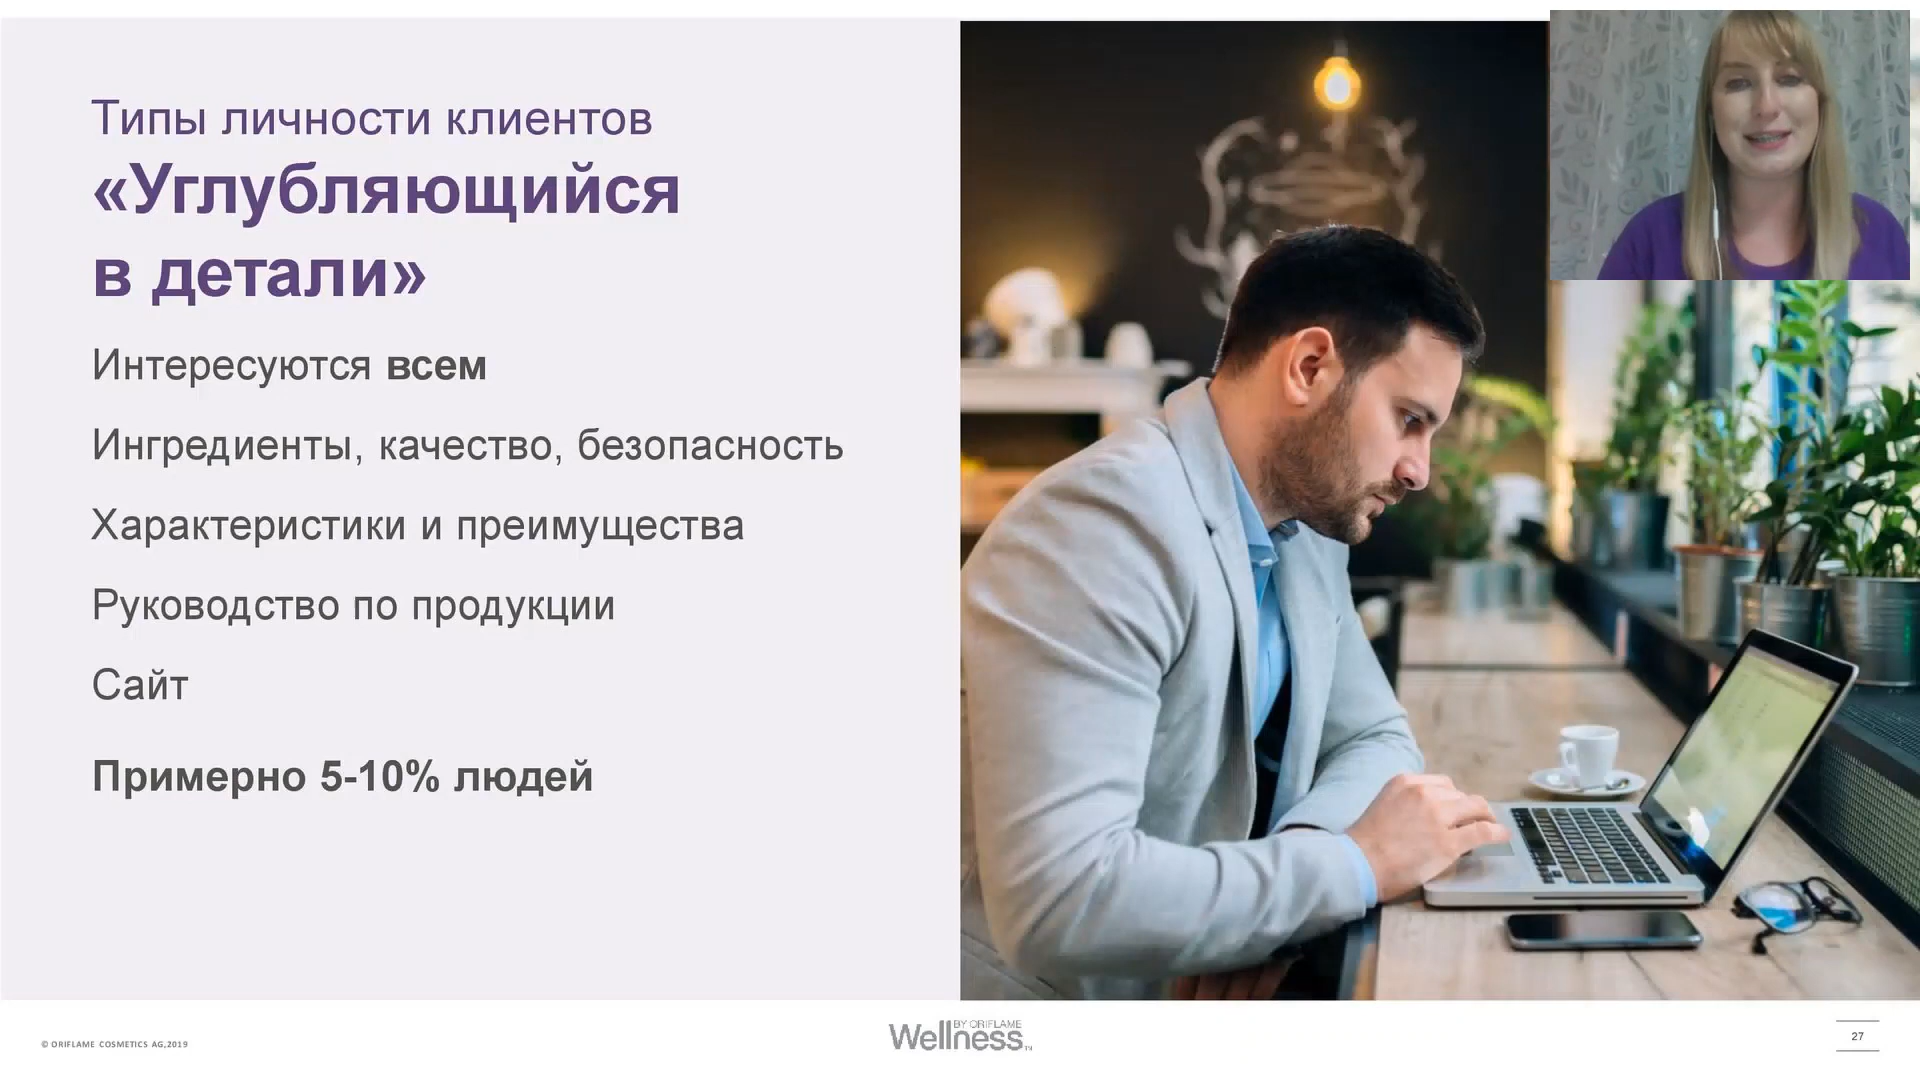 Типы личности клиентов
«Углубляющийся
в детали»
Интересуются всем
Ингредиенты, качество, безопасность
Характеристики и преимущества
Руководство по продукции
Сайт
Примерно 5-10% людей
© ORIFLAME COSMETICS AG,2019
BY ORIFLAME
Wellness™
27